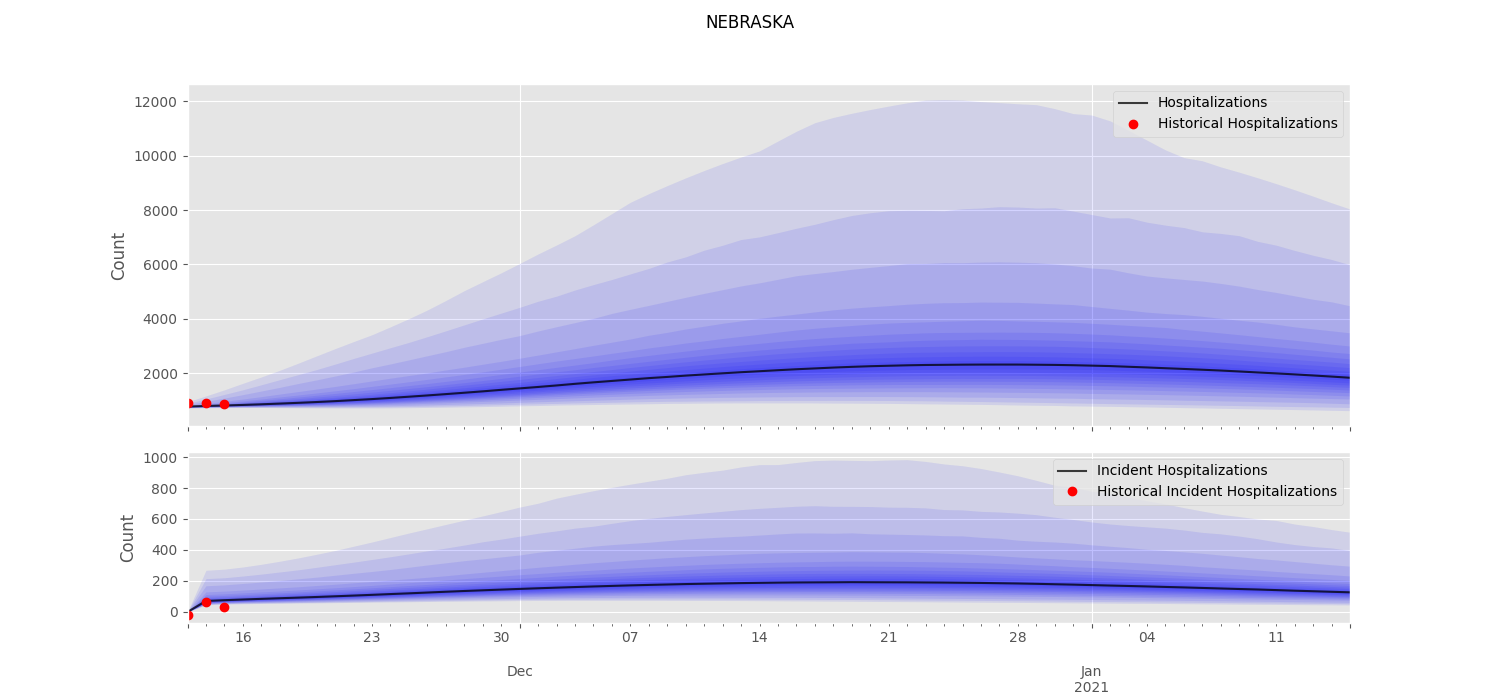 NEBRASKA
12000
10000
8000
6000
4000
2000
Count
Hospitalizations
Historical Hospitalizations
1000
800
600
400
200
0
Count
Incident Hospitalizations
Historical Incident Hospitalizations
16 23 30 07 14 21 28 04 11
Dec Jan
2021